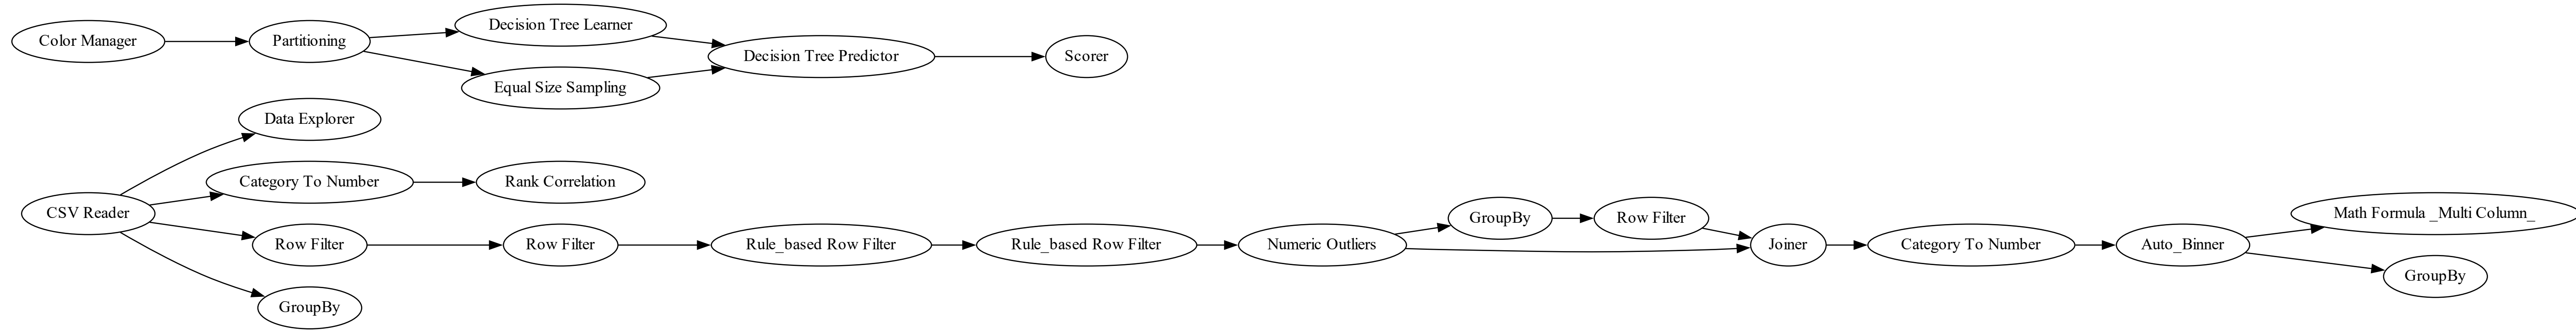 Color Manager
Partitioning
Decision Tree Learner
Equal Size Sampling
Decision Tree Predictor
Scorer
CSV Reader
Data Explorer
Category To Number
Rank Correlation
Row Filter
Row Filter
Rule_based Row Filter
Rule_based Row Filter
Numeric Outliers
GroupBy
Row Filter
Joiner
Category To Number
Auto_Binner
Math Formula _Multi Column_
GroupBy
GroupBy